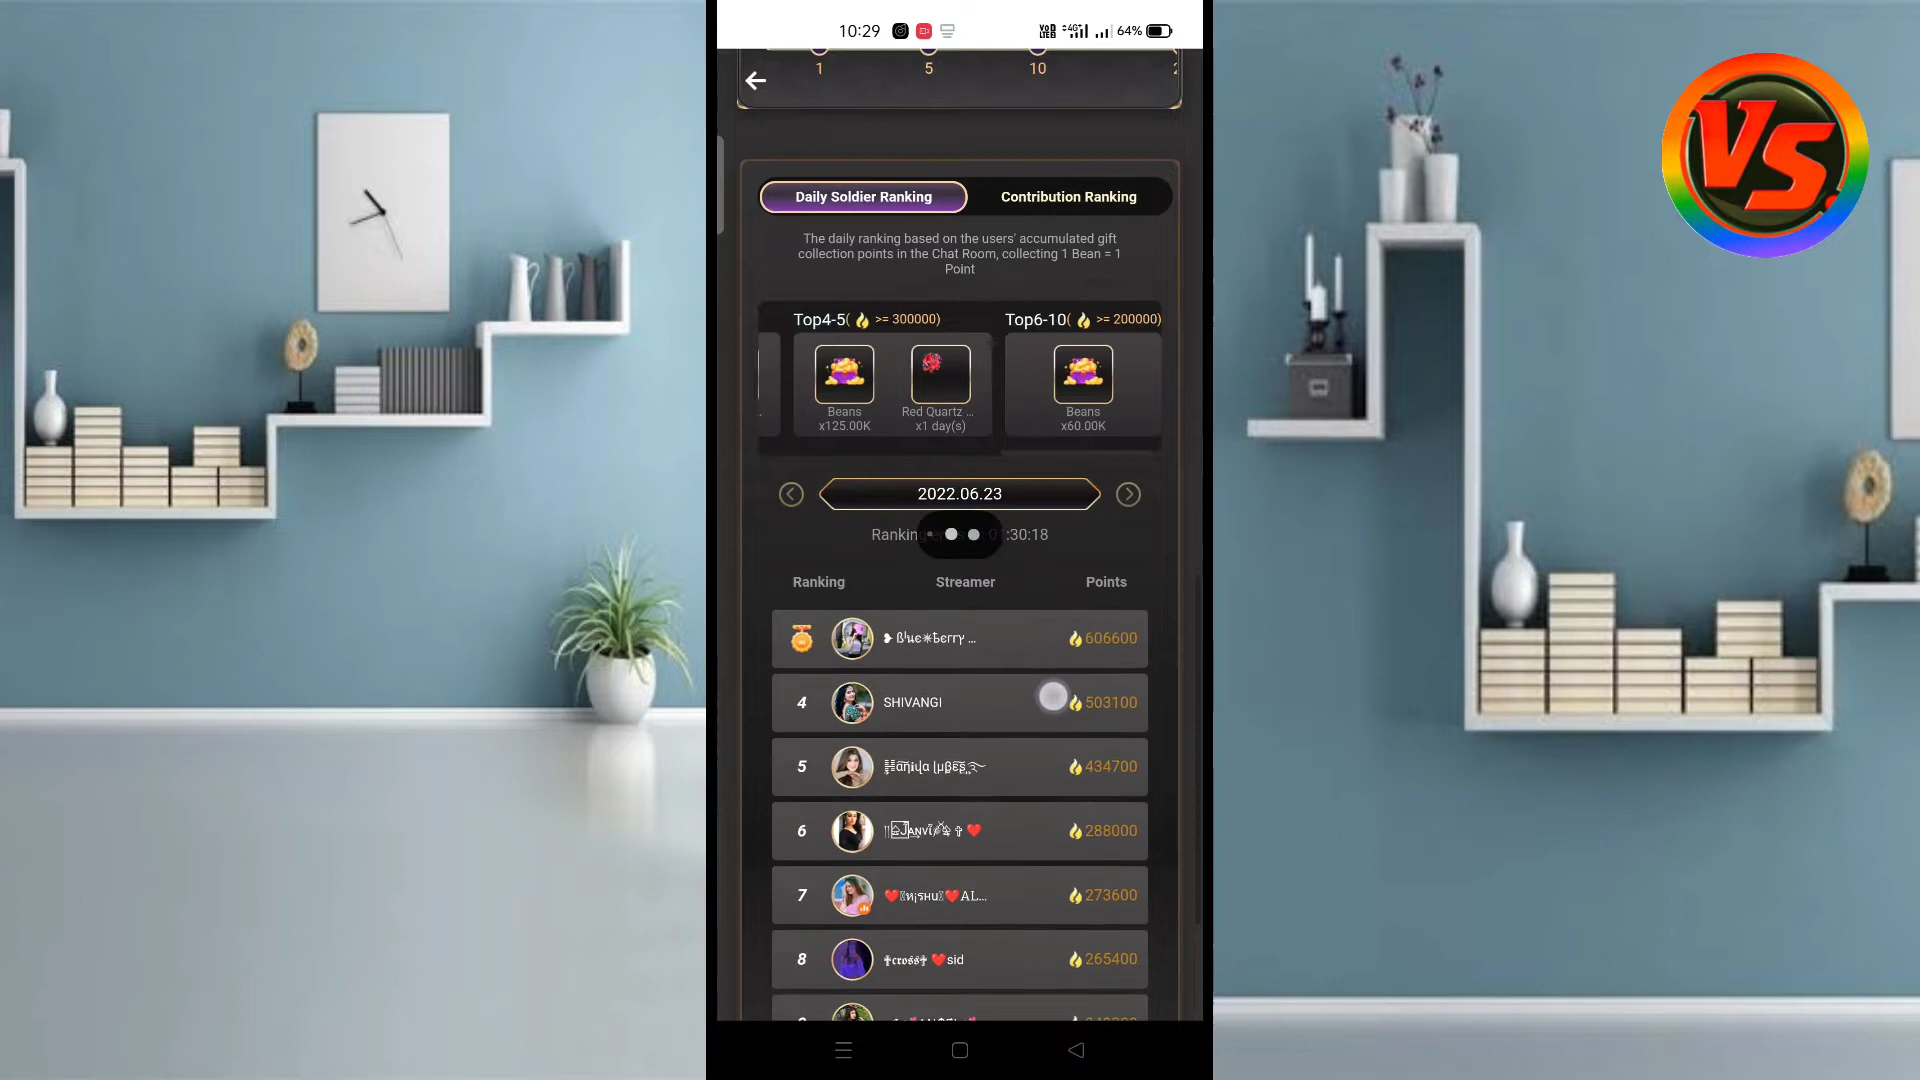 10:29
4G+
64%
1 5 10
Daily Soldier Ranking Contribution Ranking
The daily ranking based on the users' accumulated gift
collection points in the Chat Room, collecting 1 Bean = 1
Point
Top4-5( >= 300000) Top6-10( >= 200000)
Beans Red Quartz ... Beans
x125.00K x1 day(s) x60.00K
2022.06.23
:30:18
Ranking Streamer Points
... 606600
4 SHIVANGI 503100
5 434700
6 288000
7 273600
8 ❤️sid 265400
VS